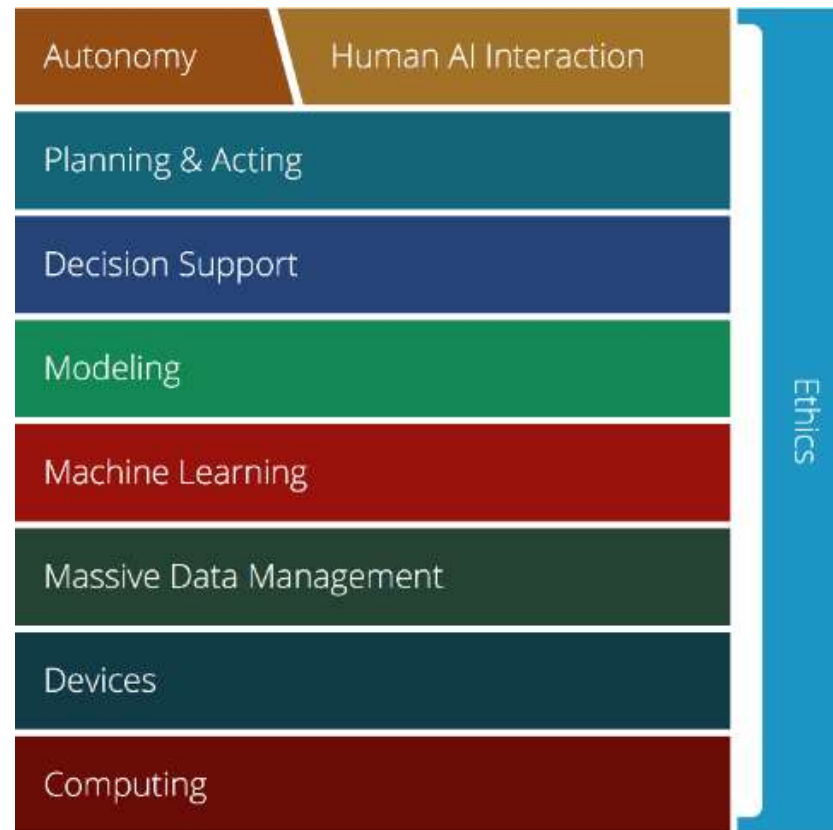 Autonomy
Human AI Interaction
Planning & Acting
Decision Support
Modeling
Machine Learning
Massive Data Management
Devices
Computing
Ethics